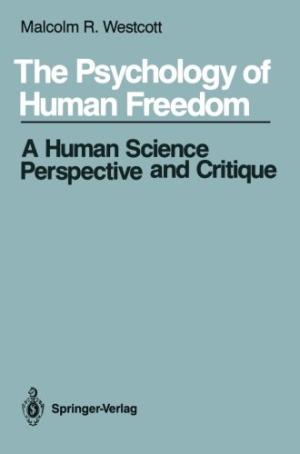 Malcolm R. Westcott
The Psychology of
Human Freedom
A Human Science
Perspective and Critique
Springer-Verlag